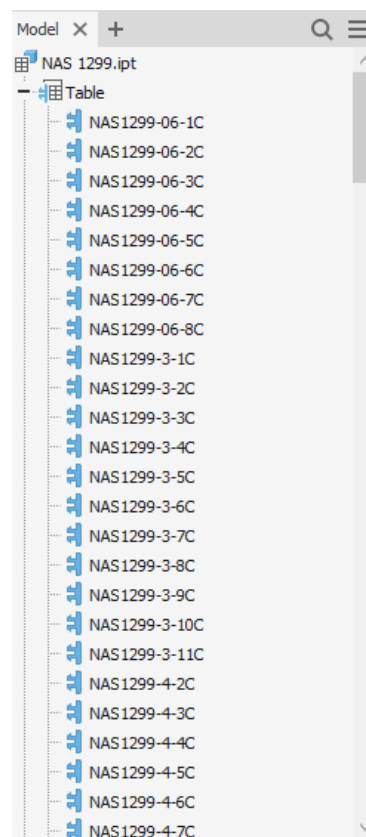 Model
NAS 1299.ipt
Table
NAS1299-06-1C
NAS1299-06-2C
NAS1299-06-3C
NAS1299-06-4C
NAS1299-06-5C
NAS1299-06-6C
NAS1299-06-7C
NAS1299-06-8C
NAS1299-3-1C
NAS1299-3-2C
NAS1299-3-3C
NAS1299-3-4C
NAS1299-3-5C
NAS1299-3-6C
NAS1299-3-7C
NAS1299-3-8C
NAS1299-3-9C
NAS1299-3-10C
NAS1299-3-11C
NAS1299-4-2C
NAS1299-4-3C
NAS1299-4-4C
NAS1299-4-5C
NAS1299-4-6C
NAS1299-4-7C